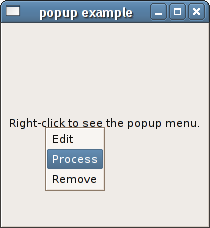 popup example
Right-click to see the popup menu.
Edit
Process
Remove